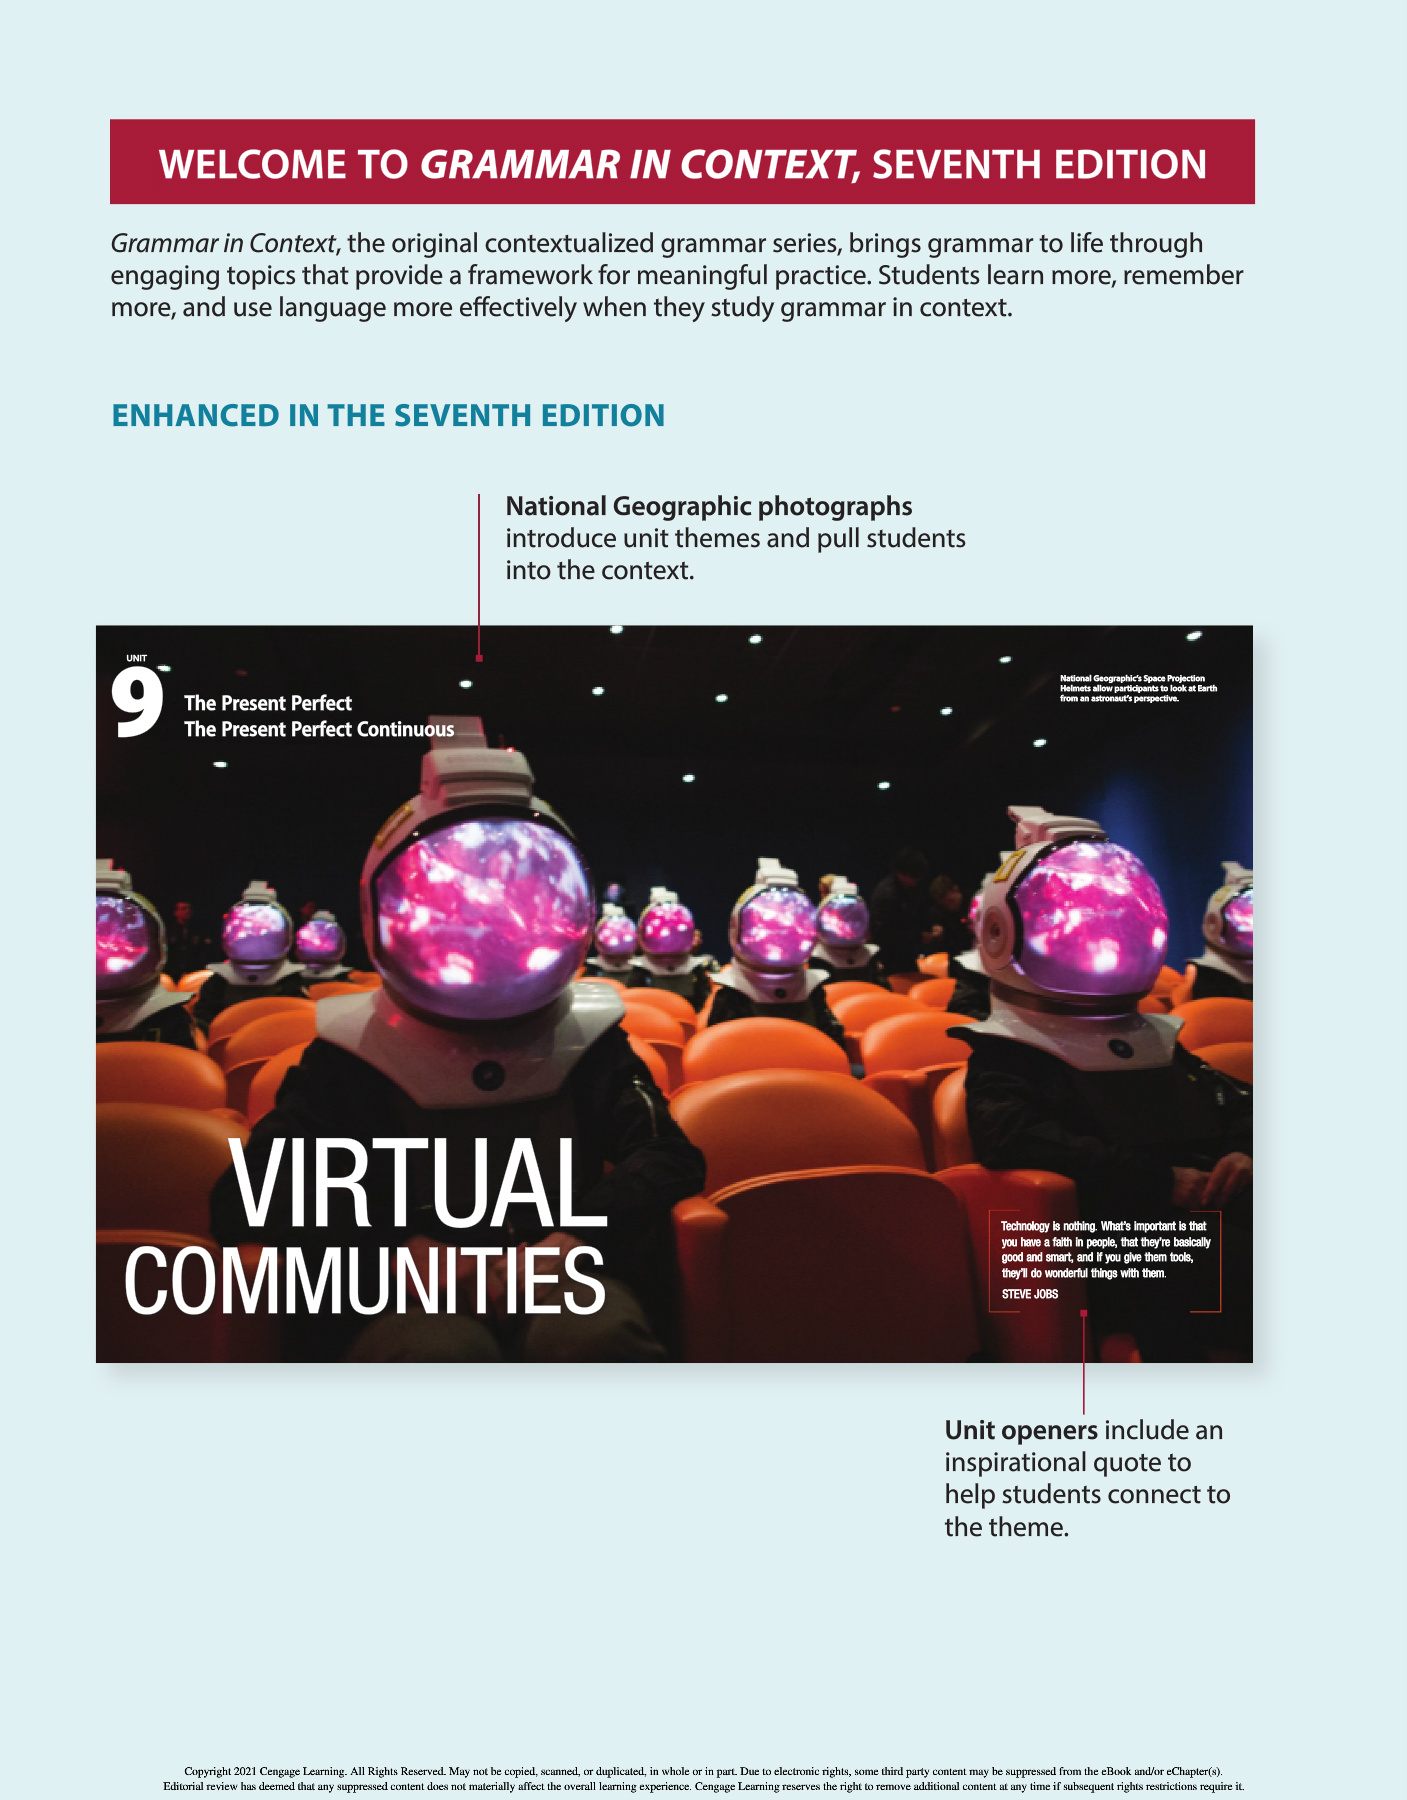 WELCOME TO GRAMMAR IN CONTEXT, SEVENTH EDITION
Grammar in Context, the original contextualized grammar series, brings grammar to life through
engaging topics that provide a framework for meaningful practice. Students learn more, remember
more, and use language more effectively when they study grammar in context.
ENHANCED IN THE SEVENTH EDITION
National Geographic photographs
introduce unit themes and pull students
into the context.
UNIT
9
The Present Perfect
The Present Perfect Continuous
National Geographic's Space Projection
Helmets allow participants to look at Earth
from an astronaut's perspective.
VIRTUAL
COMMUNITIES
Technology is nothing. What's important is that
you have a faith in people, that they're basically
good and smart, and if you give them tools,
they'll do wonderful things with them.
STEVE JOBS
Unit openers include an
inspirational quote to
help students connect to
the theme.
Copyright 2021 Cengage Learning. All Rights Reserved. May not be copied, scanned, or duplicated, in whole or in part. Due to electronic rights, some third party content may be suppressed from the eBook and/or eChapter(s).
Editorial review has deemed that any suppressed content does not materially affect the overall learning experience. Cengage Learning reserves the right to remove additional content at any time if subsequent rights restrictions require it.